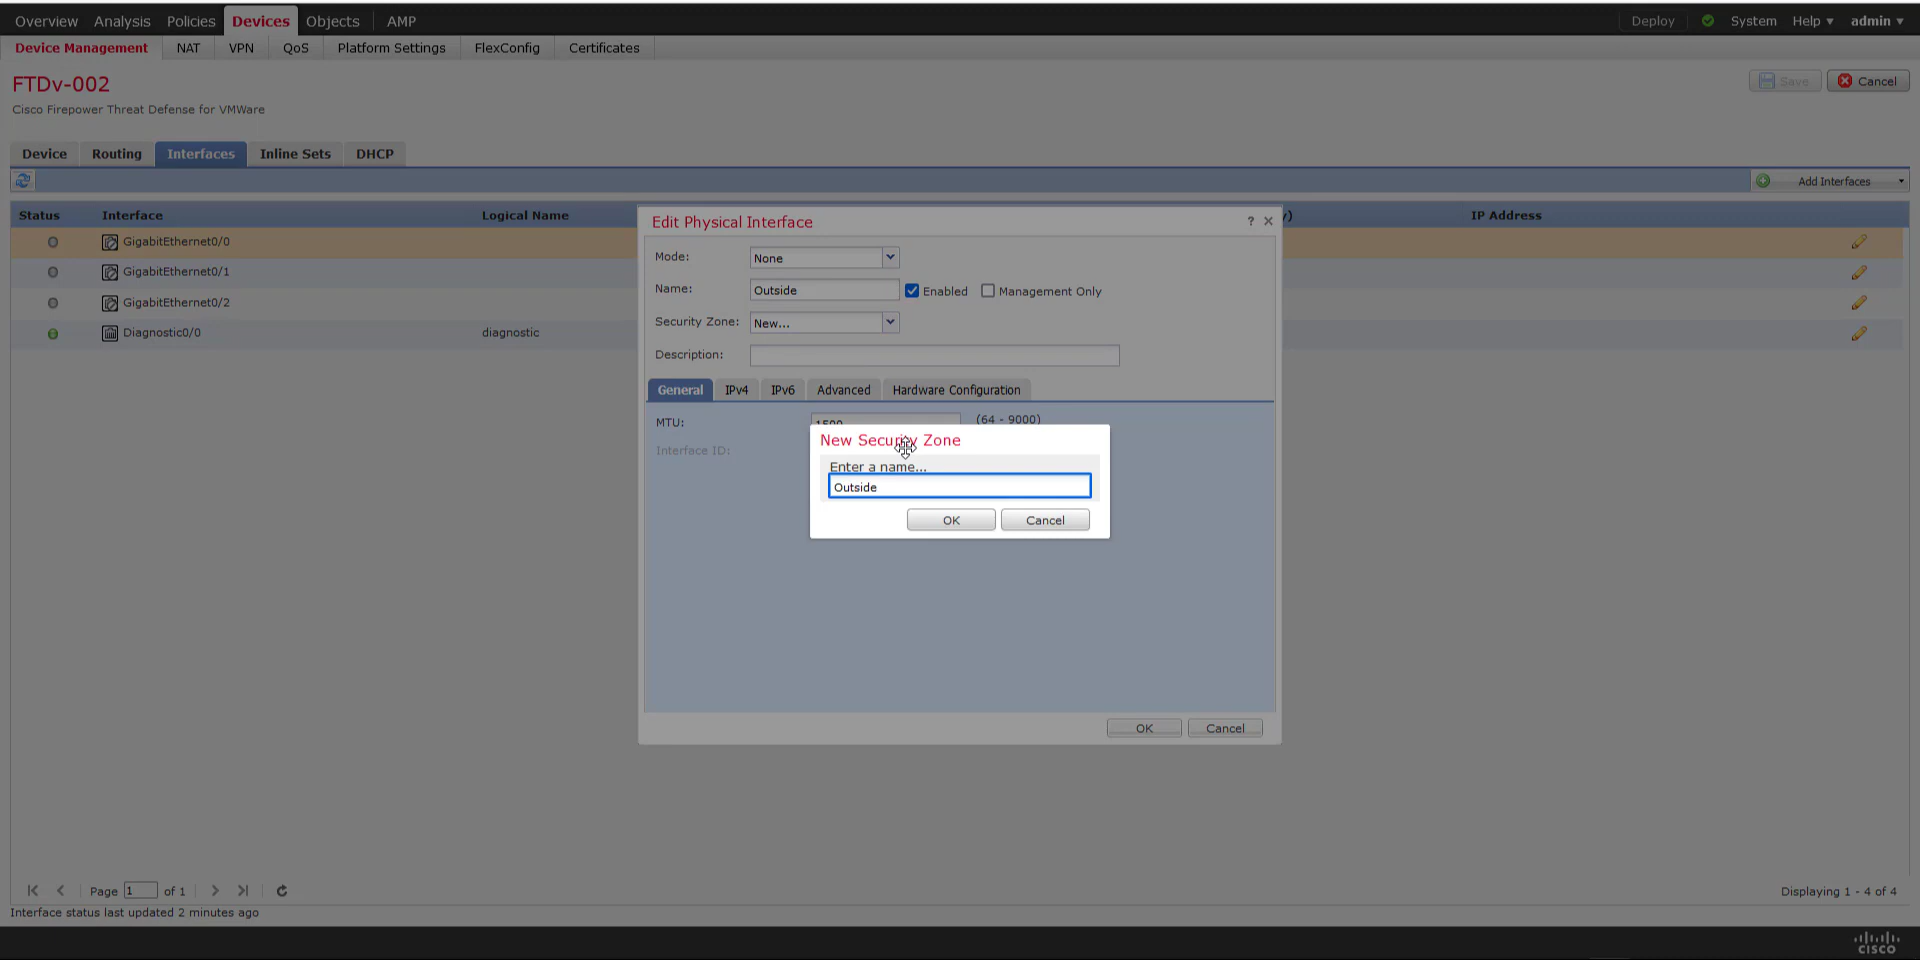 Overview Analysis Policies Devices Objects AMP Deploy System Help ▾ admin ▾
Device Management NAT VPN QoS Platform Settings FlexConfig Certificates
FTDv-002
Save Cancel
Cisco Firepower Threat Defense for VMWare
Device Routing Interfaces Inline Sets DHCP
Add Interfaces
Status Interface Logical Name y) IP Address
GigabitEthernet0/0
GigabitEthernet0/1
GigabitEthernet0/2
Diagnostic0/0 diagnostic
Edit Physical Interface ? ×
Mode: None
Name: Outside Enabled Management Only
Security Zone: New...
Description:
General IPv4 IPv6 Advanced Hardware Configuration
MTU: 1500 (64 - 9000)
Interface ID:
New Security Zone
Enter a name...
Outside
OK Cancel
OK Cancel
Page 1 of 1 Displaying 1 - 4 of 4
Interface status last updated 2 minutes ago
CISCO